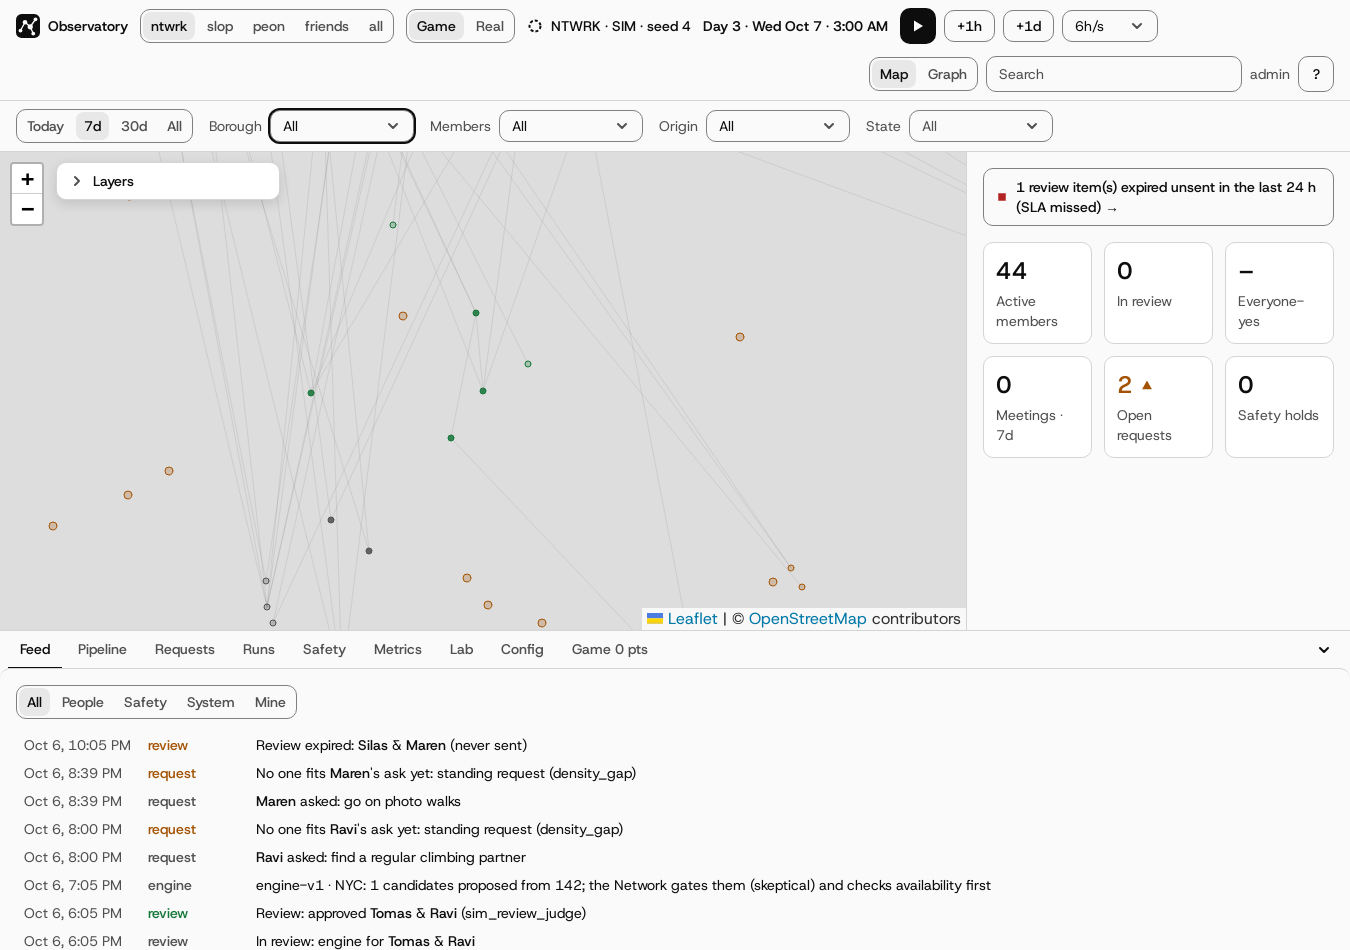 Observatory ntwrk slop peon friends all Game Real NTWRK · SIM · seed 4 Day 3 · Wed Oct 7 · 3:00 AM +1h +1d 6h/s
Map Graph Search admin ?
Today 7d 30d All Borough All Members All Origin All State All
+ Layers
−
1 review item(s) expired unsent in the last 24 h
(SLA missed) →
44 0 –
Active In review Everyone-
members yes
0 2 ▲ 0
Meetings · Open Safety holds
7d requests
Leaflet | © OpenStreetMap contributors
Feed Pipeline Requests Runs Safety Metrics Lab Config Game 0 pts
All People Safety System Mine
Oct 6, 10:05 PM review Review expired: Silas & Maren (never sent)
Oct 6, 8:39 PM request No one fits Maren's ask yet: standing request (density_gap)
Oct 6, 8:39 PM request Maren asked: go on photo walks
Oct 6, 8:00 PM request No one fits Ravi's ask yet: standing request (density_gap)
Oct 6, 8:00 PM request Ravi asked: find a regular climbing partner
Oct 6, 7:05 PM engine engine-v1 · NYC: 1 candidates proposed from 142; the Network gates them (skeptical) and checks availability first
Oct 6, 6:05 PM review Review: approved Tomas & Ravi (sim_review_judge)
Oct 6, 6:05 PM review In review: engine for Tomas & Ravi